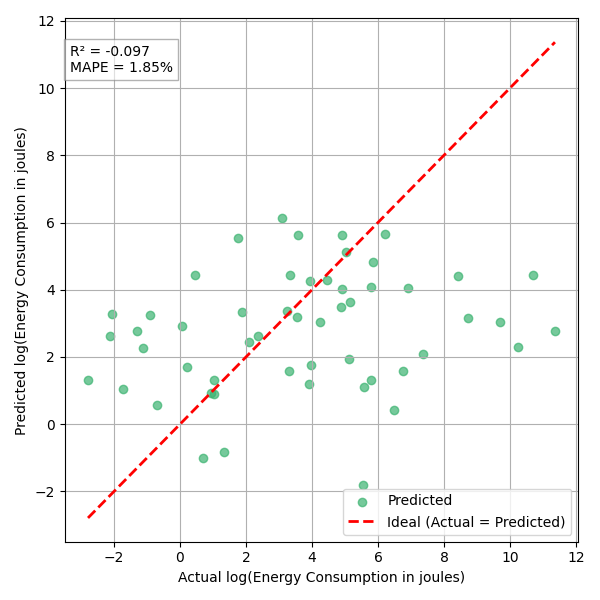 R² = -0.097
MAPE = 1.85%
Predicted log(Energy Consumption in joules)
12
10
8
6
4
2
0
−2
Predicted
Ideal (Actual = Predicted)
−2 0 2 4 6 8 10 12
Actual log(Energy Consumption in joules)